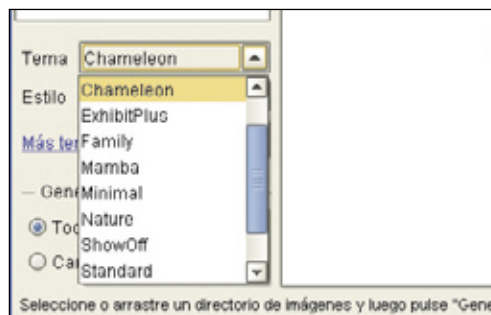 Tema Chameleon
Estilo Chameleon
ExhibitPlus
Más Family
Mamba
Minimal
Nature
ShowOff
Standard
Seleccione o arrastre un directorio de imágenes y luego pulse "Gene